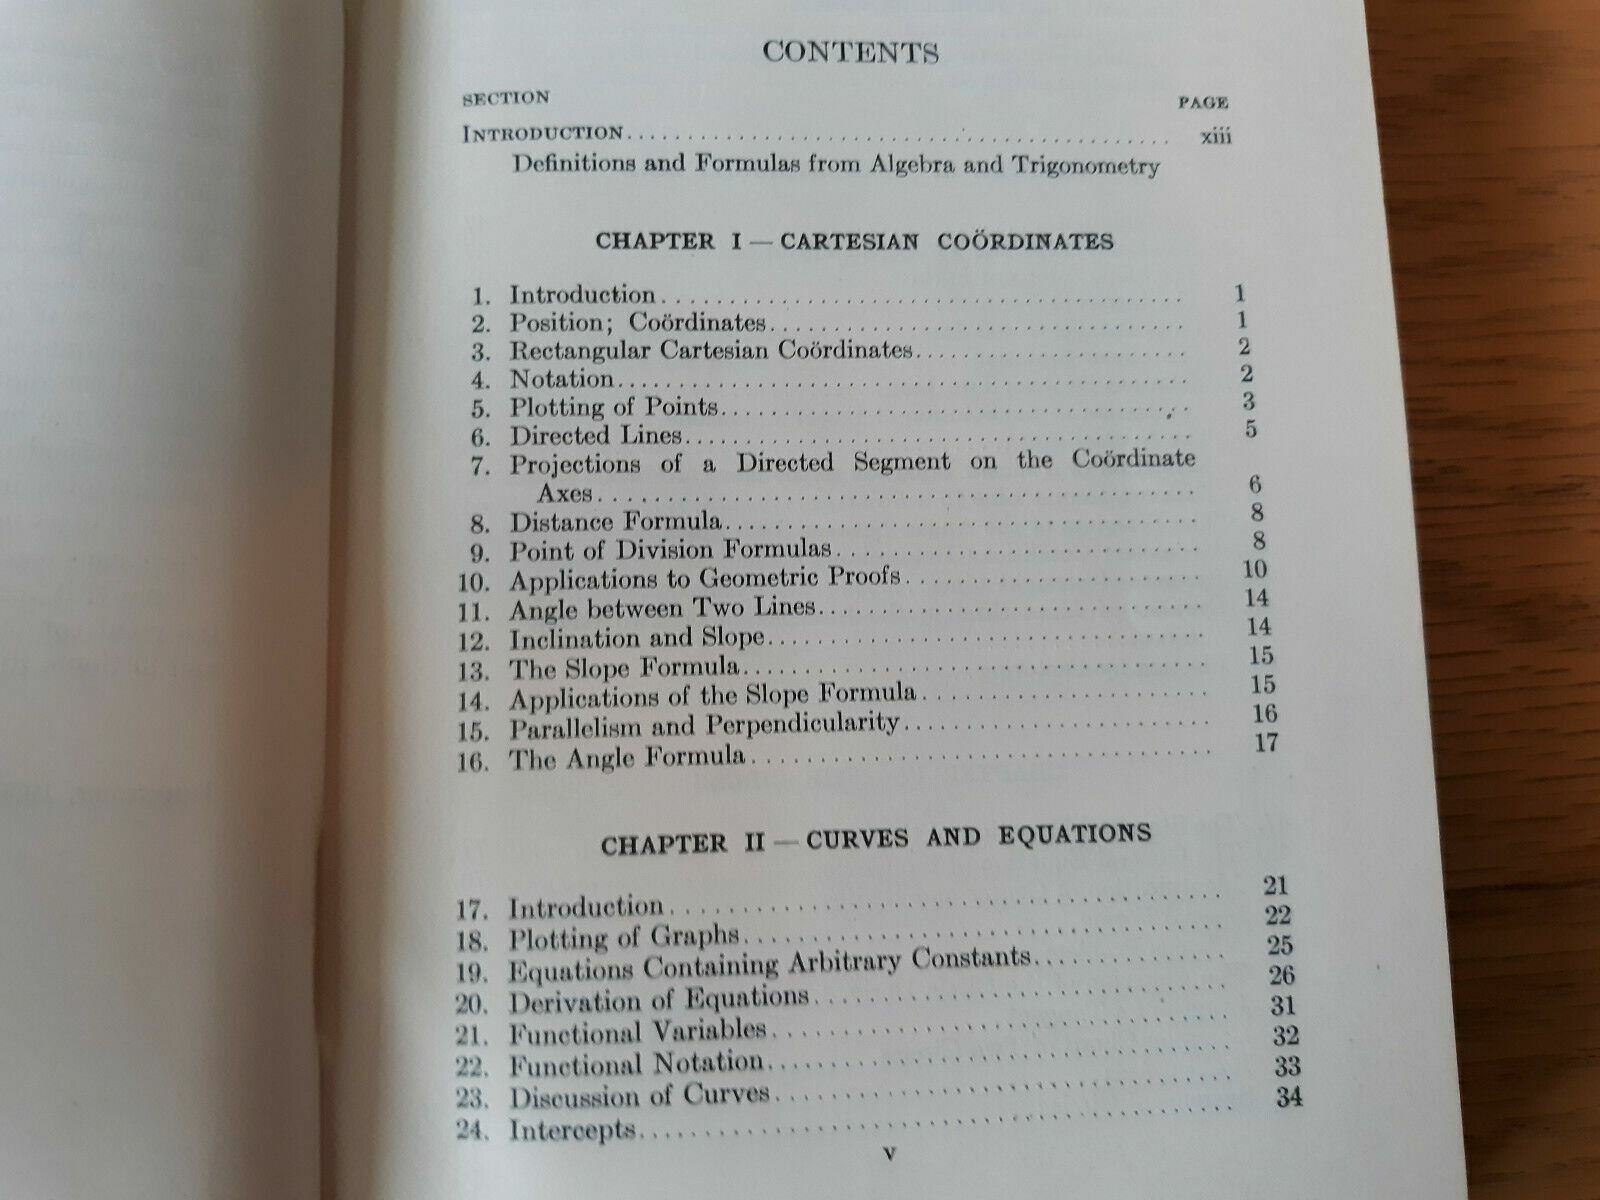 CONTENTS
SECTION PAGE
INTRODUCTION........................................ xiii
Definitions and Formulas from Algebra and Trigonometry
CHAPTER I — CARTESIAN COÖRDINATES
1. Introduction........................................ 1
2. Position; Coördinates................................ 1
3. Rectangular Cartesian Coördinates...................... 2
4. Notation........................................... 2
5. Plotting of Points................................... 3
6. Directed Lines...................................... 5
7. Projections of a Directed Segment on the Coördinate
Axes............................................. 6
8. Distance Formula................................... 8
9. Point of Division Formulas............................ 8
10. Applications to Geometric Proofs....................... 10
11. Angle between Two Lines.............................. 14
12. Inclination and Slope................................. 14
13. The Slope Formula................................... 15
14. Applications of the Slope Formula...................... 15
15. Parallelism and Perpendicularity....................... 16
16. The Angle Formula................................... 17
CHAPTER II — CURVES AND EQUATIONS
17. Introduction........................................ 21
18. Plotting of Graphs................................... 22
19. Equations Containing Arbitrary Constants............... 25
20. Derivation of Equations............................... 26
21. Functional Variables.................................. 31
22. Functional Notation.................................. 32
23. Discussion of Curves................................. 33
24. Intercepts.......................................... 34
v